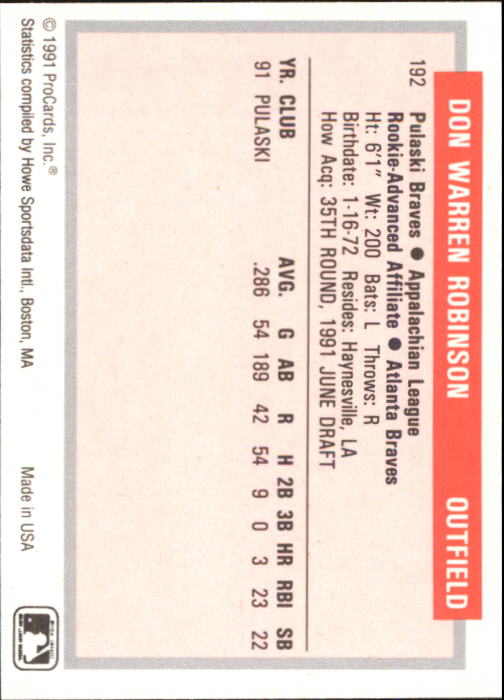 DON WARREN ROBINSON OUTFIELD
192 Pulaski Braves ● Appalachian League
Rookie-Advanced Affiliate ● Atlanta Braves
Ht: 6'1" Wt: 200 Bats: L Throws: R
Birthdate: 1-16-72 Resides: Haynesville, LA
How Acq: 35TH ROUND, 1991 JUNE DRAFT
YR. CLUB AVG. G AB R H 2B 3B HR RBI SB
91 PULASKI .286 54 189 42 54 9 0 3 23 22
© 1991 ProCards, Inc.®
Statistics compiled by Howe Sportsdata Intl., Boston, MA Made in USA